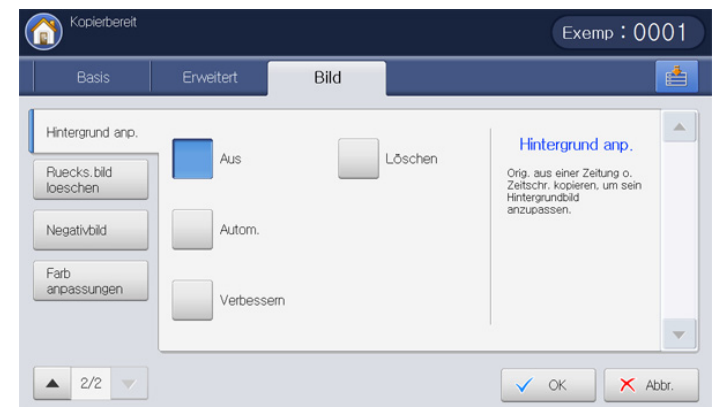 Kopierbereit
Exemp : 0001
Basis
Erweitert
Bild
Hintergrund anp.
Ruecks.bild
loeschen
Negativbild
Farb
anpassungen
Aus
Löschen
Autom.
Verbessern
Hintergrund anp.
Orig. aus einer Zeitung o.
Zeitschr. kopieren, um sein
Hintergrundbild
anzupassen.
2/2
OK
Abbr.